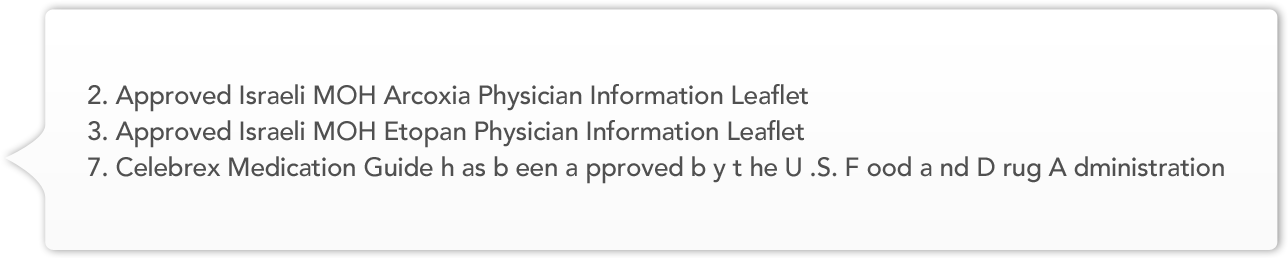 2. Approved Israeli MOH Arcoxia Physician Information Leaflet
3. Approved Israeli MOH Etopan Physician Information Leaflet
7. Celebrex Medication Guide h as b een a pproved b y t he U .S. F ood a nd D rug A dministration